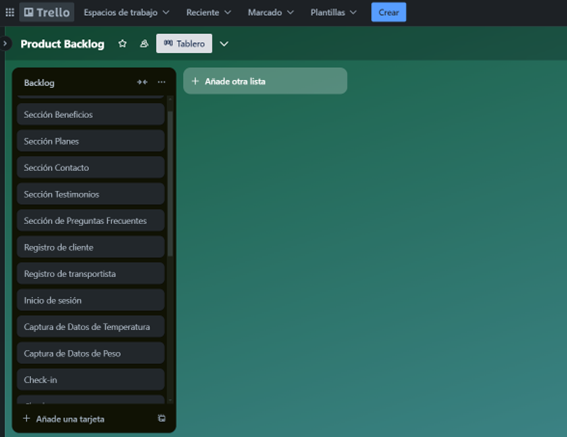 Trello Espacios de trabajo Reciente Marcado Plantillas Crear
Product Backlog Tablero
Backlog
Añade otra lista
Sección Beneficios
Sección Planes
Sección Contacto
Sección Testimonios
Sección de Preguntas Frecuentes
Registro de cliente
Registro de transportista
Inicio de sesión
Captura de Datos de Temperatura
Captura de Datos de Peso
Check-in
Añade una tarjeta